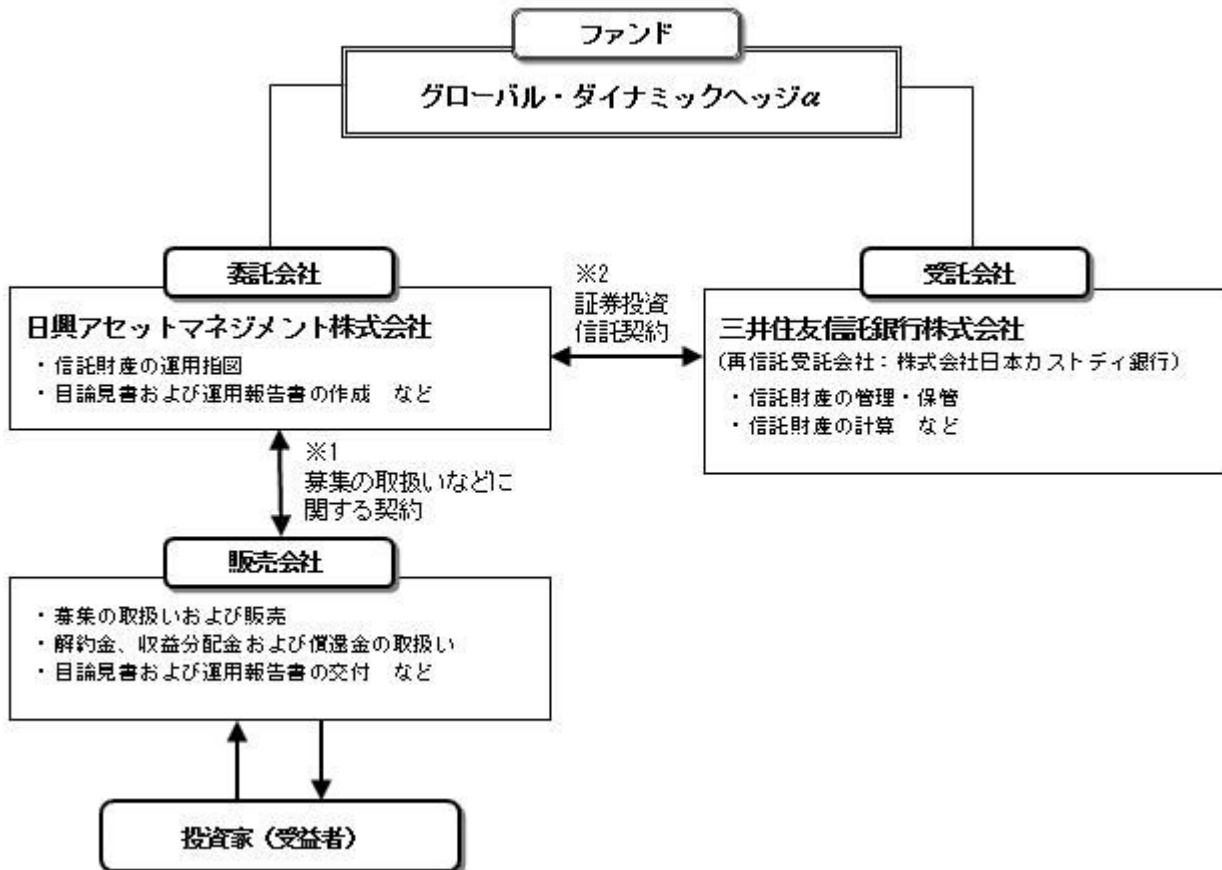 ファンド
グローバル・ダイナミックヘッジα
委託会社
日興アセットマネジメント株式会社
・信託財産の運用指図
・目論見書および運用報告書の作成　など
※2
証券投資
信託契約
受託会社
三井住友信託銀行株式会社
(再信託受託会社：株式会社日本カストディ銀行)
・信託財産の管理・保管
・信託財産の計算　など
※1
募集の取扱いなどに
関する契約
販売会社
・募集の取扱いおよび販売
・解約金、収益分配金および償還金の取扱い
・目論見書および運用報告書の交付　など
投資家（受益者）